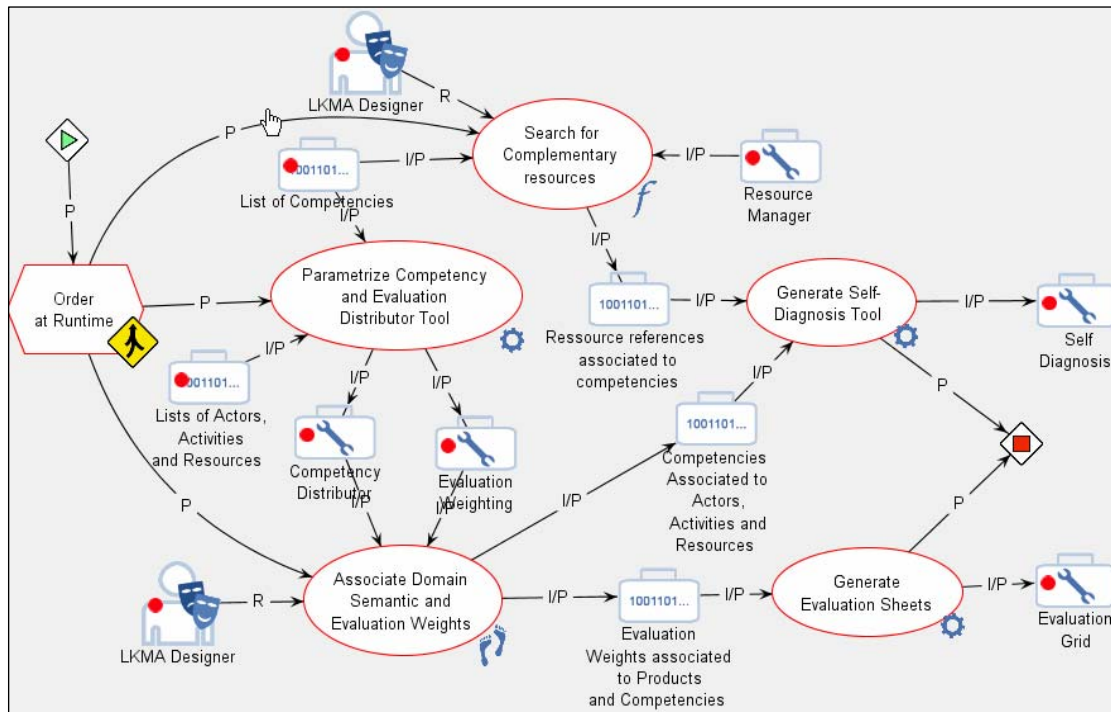 LKMA Designer
R
P
Search for
Complementary
resources
I/P
1001101...
List of Competencies
I/P
Resource
Manager
P
I/P
I/P
Order
at Runtime
P
Parametrize Competency
and Evaluation
Distributor Tool
1001101...
I/P
Generate Self-
Diagnosis Tool
I/P
Self
Diagnosis
Ressource references
associated to
competencies
I/P
1001101...
Lists of Actors,
Activities
and Resources
I/P
I/P
I/P
P
1001101...
Competency
Distributor
Evaluation
Weighting
Competencies
Associated to
Actors,
Activities and
Resources
P
I/P
I/P
I/P
P
LKMA Designer
R
Associate Domain
Semantic and
Evaluation Weights
I/P
1001101...
Evaluation
Weights associated
to Products
and Competencies
I/P
Generate
Evaluation Sheets
I/P
Evaluation
Grid